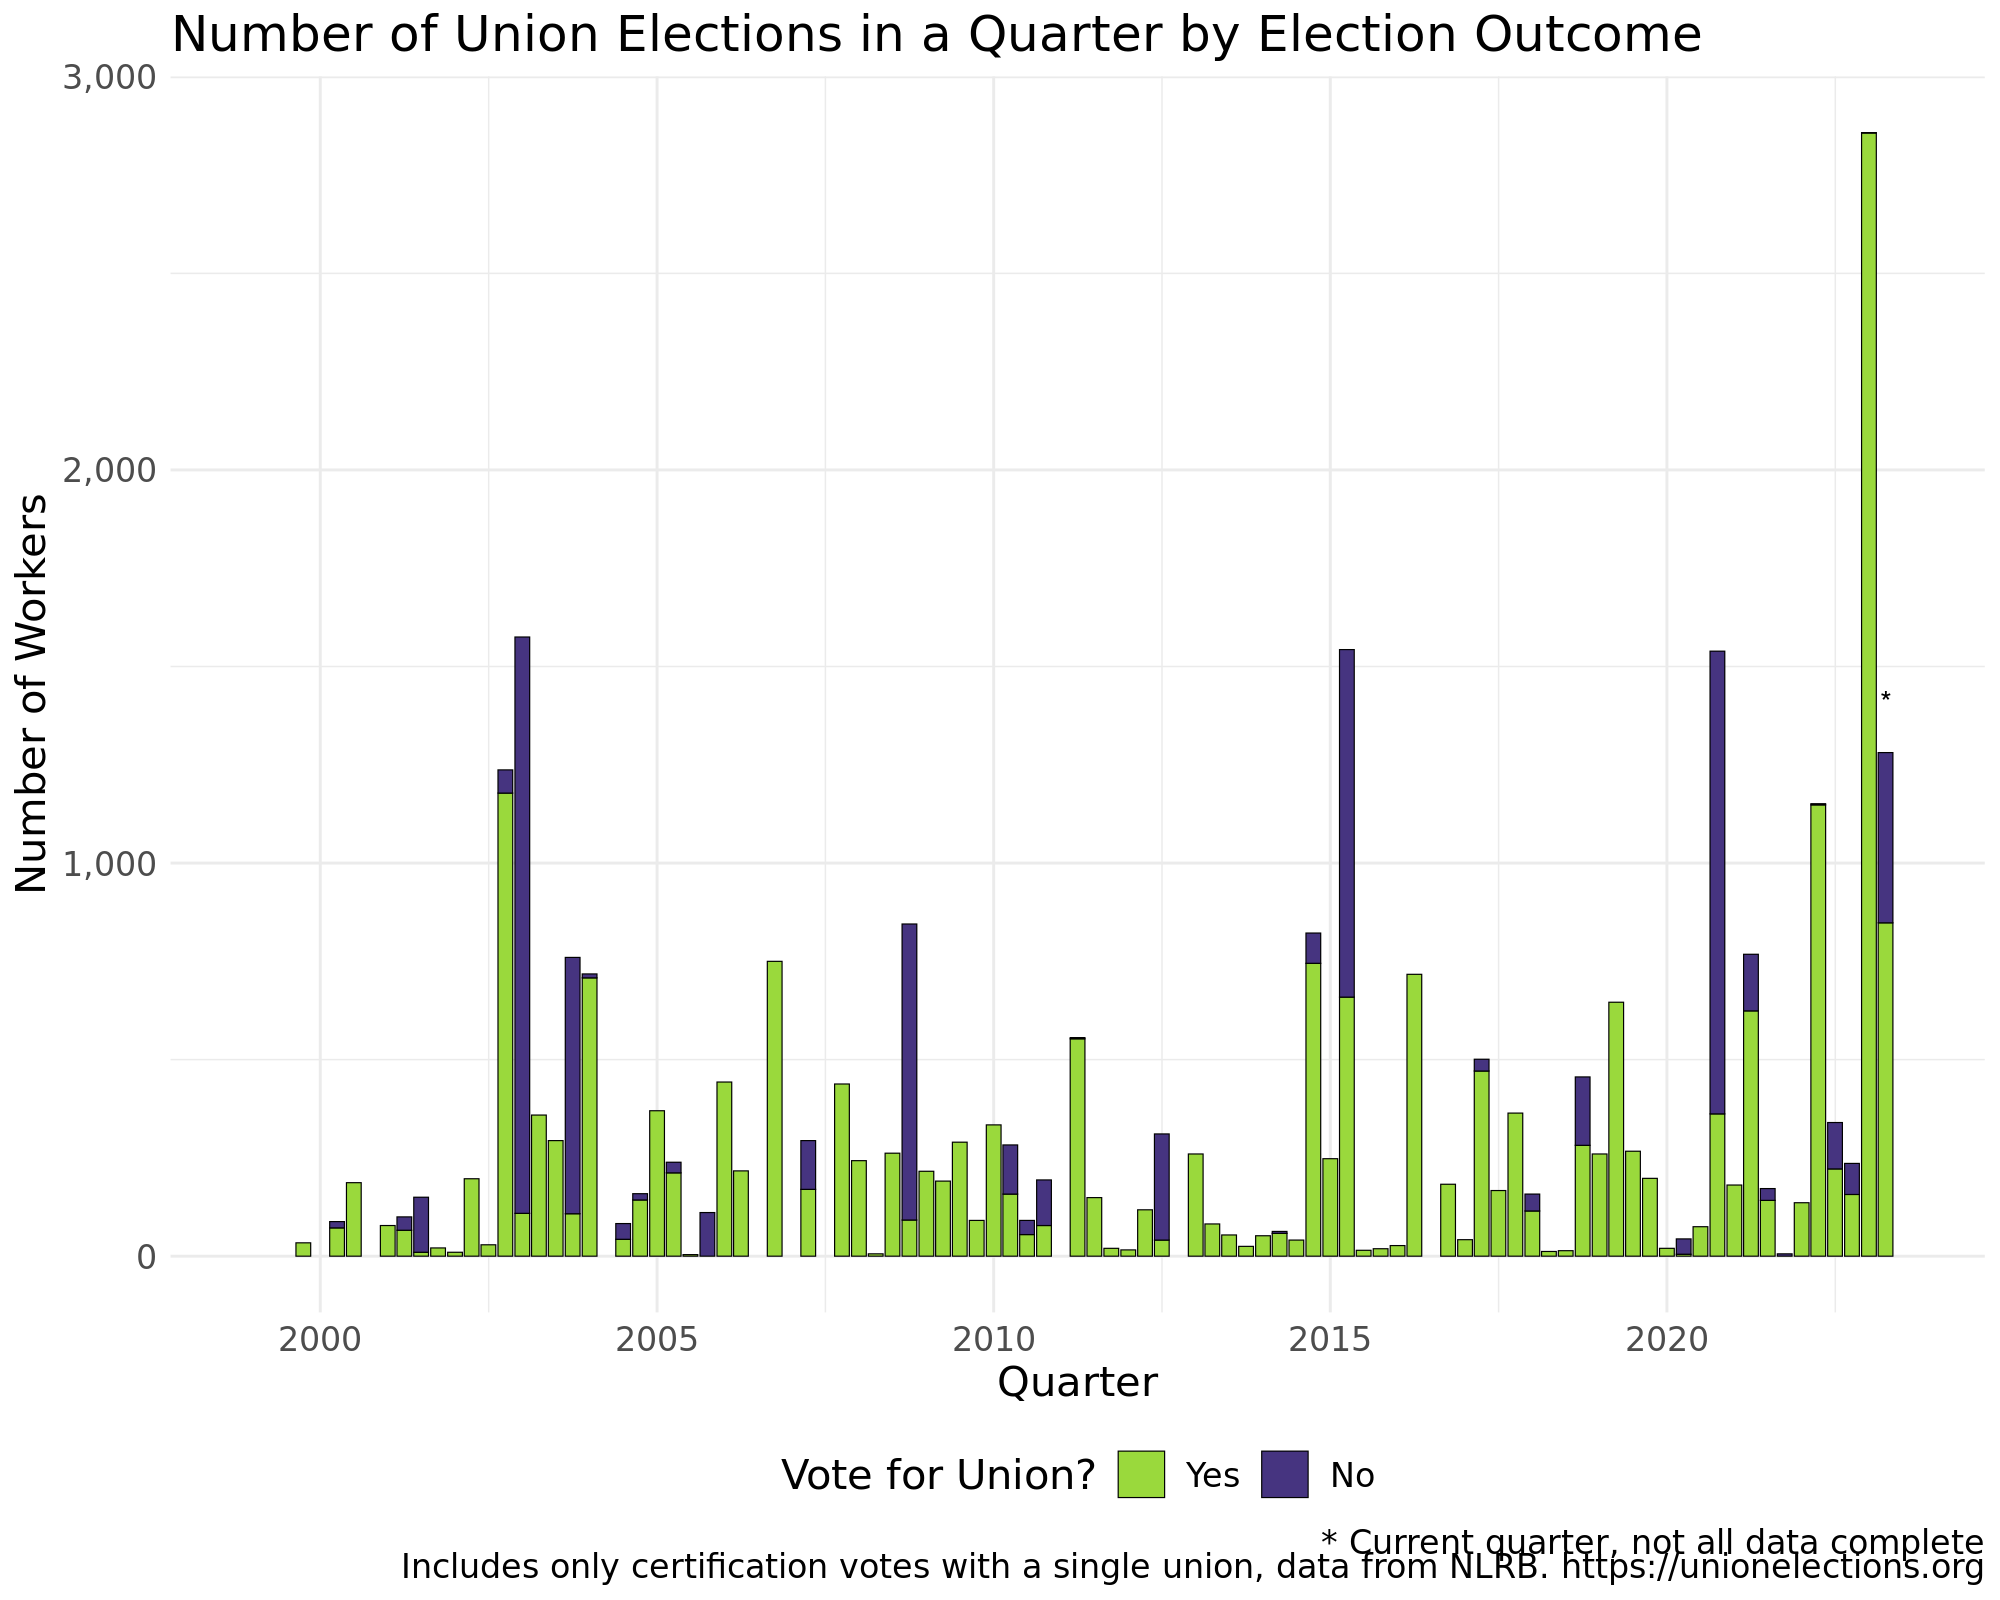 Number of Union Elections in a Quarter by Election Outcome
3,000
2,000
1,000
0
Number of Workers
*
2000 2005 2010 2015 2020
Quarter
Vote for Union? Yes No
* Current quarter, not all data complete
Includes only certification votes with a single union, data from NLRB. https://unionelections.org